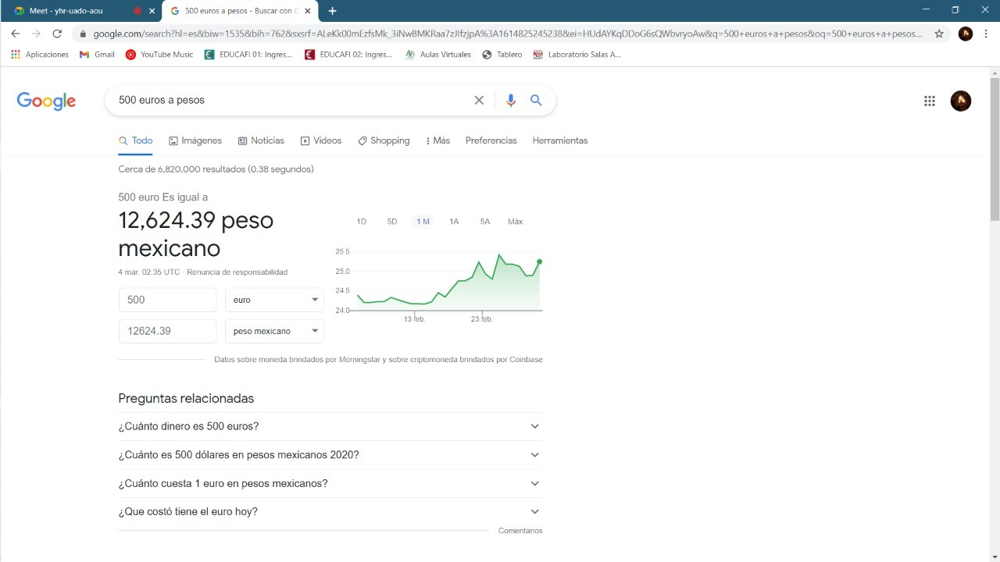 Meet - yhr-uado-aou
500 euros a pesos - Buscar con G
google.com/search?hl=es&biw=1535&bih=762&sxsrf=ALeKk00mEzfsMk_3iNwBMKRaa7zJIfzjpA%3A1614825245238&ei=HUdAYKqDDoG6sQWbvryoAw&q=500+euros+a+pesos&oq=500+euros+a+pesos...
Aplicaciones Gmail YouTube Music EDUCAFI 01: Ingres... EDUCAFI 02: Ingres... Aulas Virtuales Tablero Laboratorio Salas A...
Google
500 euros a pesos
Todo Imágenes Noticias Videos Shopping Más Preferencias Herramientas
Cerca de 6,820,000 resultados (0.38 segundos)
500 euro Es igual a
12,624.39 peso
mexicano
4 mar. 02:35 UTC · Renuncia de responsabilidad
500 euro
12624.39 peso mexicano
1D 5D 1 M 1A 5A Máx.
25.5
25.0
24.5
24.0
13 feb. 23 feb.
Datos sobre moneda brindados por Morningstar y sobre criptomoneda brindados por Coinbase
Preguntas relacionadas
¿Cuánto dinero es 500 euros?
¿Cuánto es 500 dólares en pesos mexicanos 2020?
¿Cuánto cuesta 1 euro en pesos mexicanos?
¿Que costó tiene el euro hoy?
Comentarios